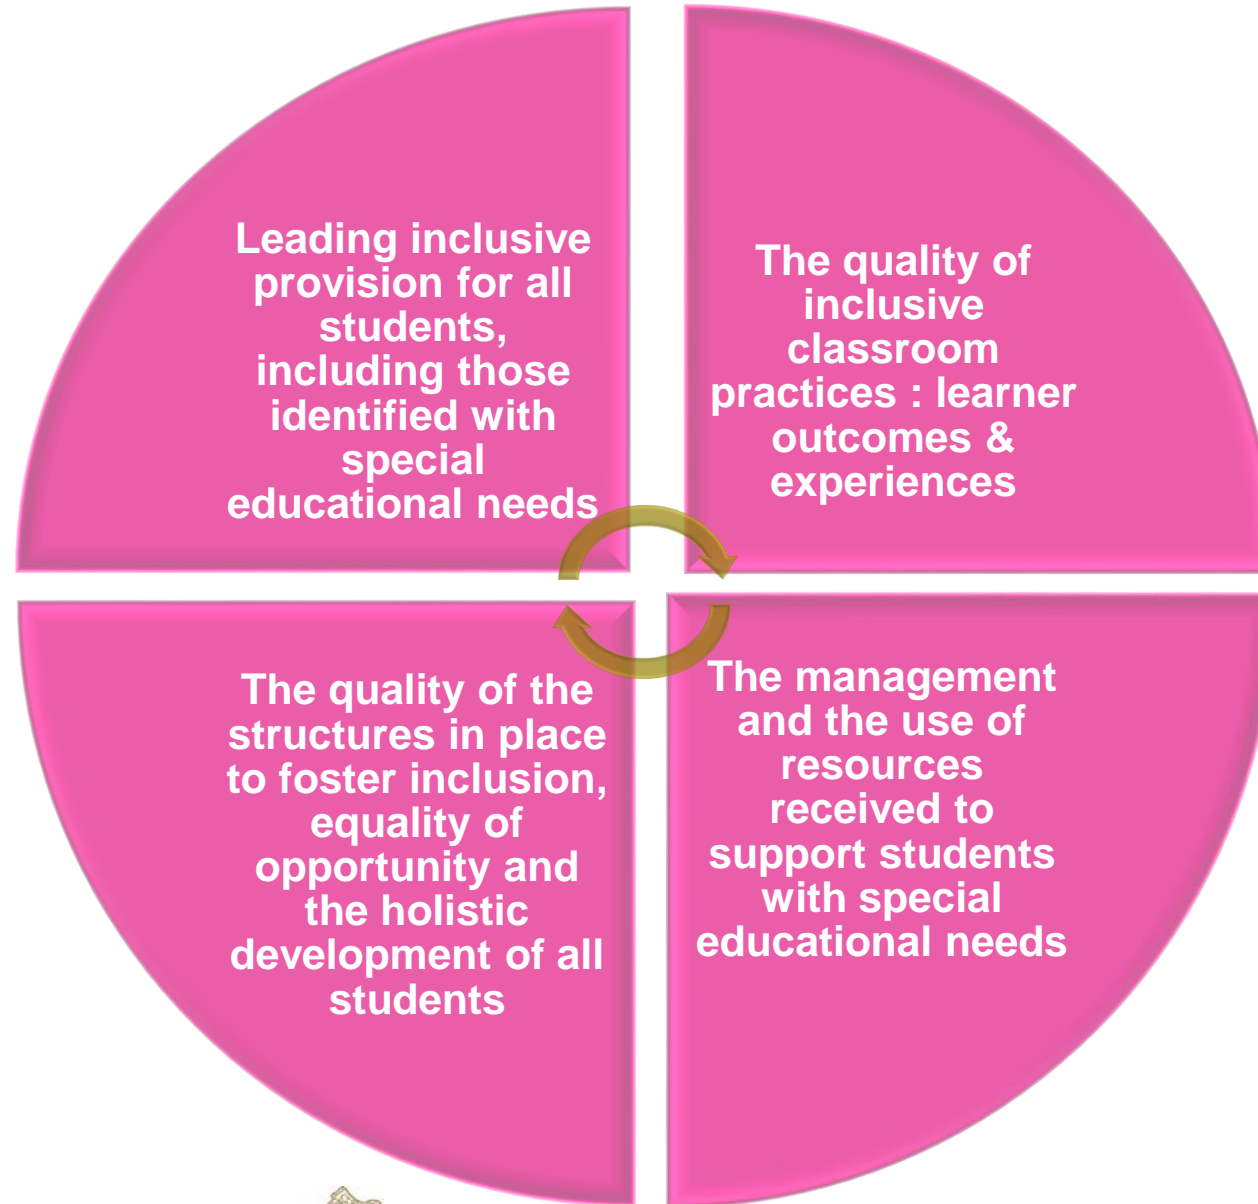 Leading inclusive
provision for all
students,
including those
identified with
special
educational needs
The quality of
inclusive
classroom
practices : learner
outcomes &
experiences
The quality of the
structures in place
to foster inclusion,
equality of
opportunity and
the holistic
development of all
students
The management
and the use of
resources
received to
support students
with special
educational needs